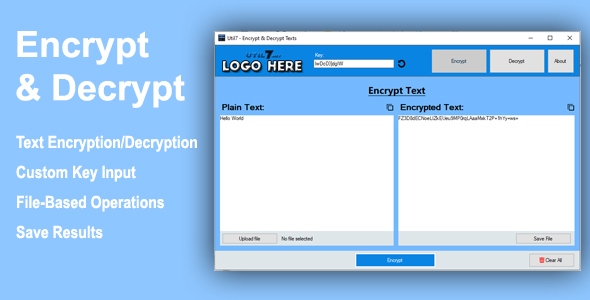 Encrypt
& Decrypt
Text Encryption/Decryption
Custom Key Input
File-Based Operations
Save Results
Util7 - Encrypt & Decrypt Texts
LOGO HERE
Key:
Encrypt
Decrypt
About
Encrypt Text
Plain Text:
Encrypted Text:
Hello World
Upload file
No file selected
Save File
Encrypt
Clear All